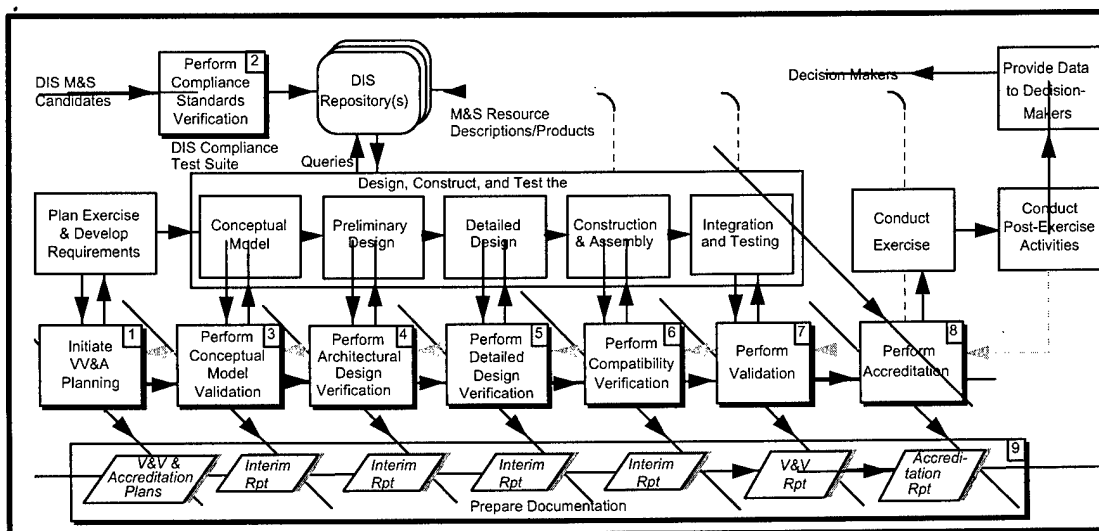 DIS M&S
Candidates
2
Perform
Compliance
Standards
Verification
DIS Compliance
Test Suite
DIS
Repository(s)
M&S Resource
Descriptions/Products
Queries
Decision Makers
Provide Data
to Decision-
Makers
Plan Exercise
& Develop
Requirements
Design, Construct, and Test the
Conceptual
Model
Preliminary
Design
Detailed
Design
Construction
& Assembly
Integration
and Testing
Conduct
Exercise
Conduct
Post-Exercise
Activities
1
Initiate
VV&A
Planning
3
Perform
Conceptual
Model
Validation
4
Perform
Architectural
Design
Verification
5
Perform
Detailed
Design
Verification
6
Perform
Compatibility
Verification
7
Perform
Validation
8
Perform
Accreditation
9
V&V &
Accreditation
Plans
Interim
Rpt
Interim
Rpt
Interim
Rpt
Interim
Rpt
V&V
Rpt
Accredi-
tation
Rpt
Prepare Documentation